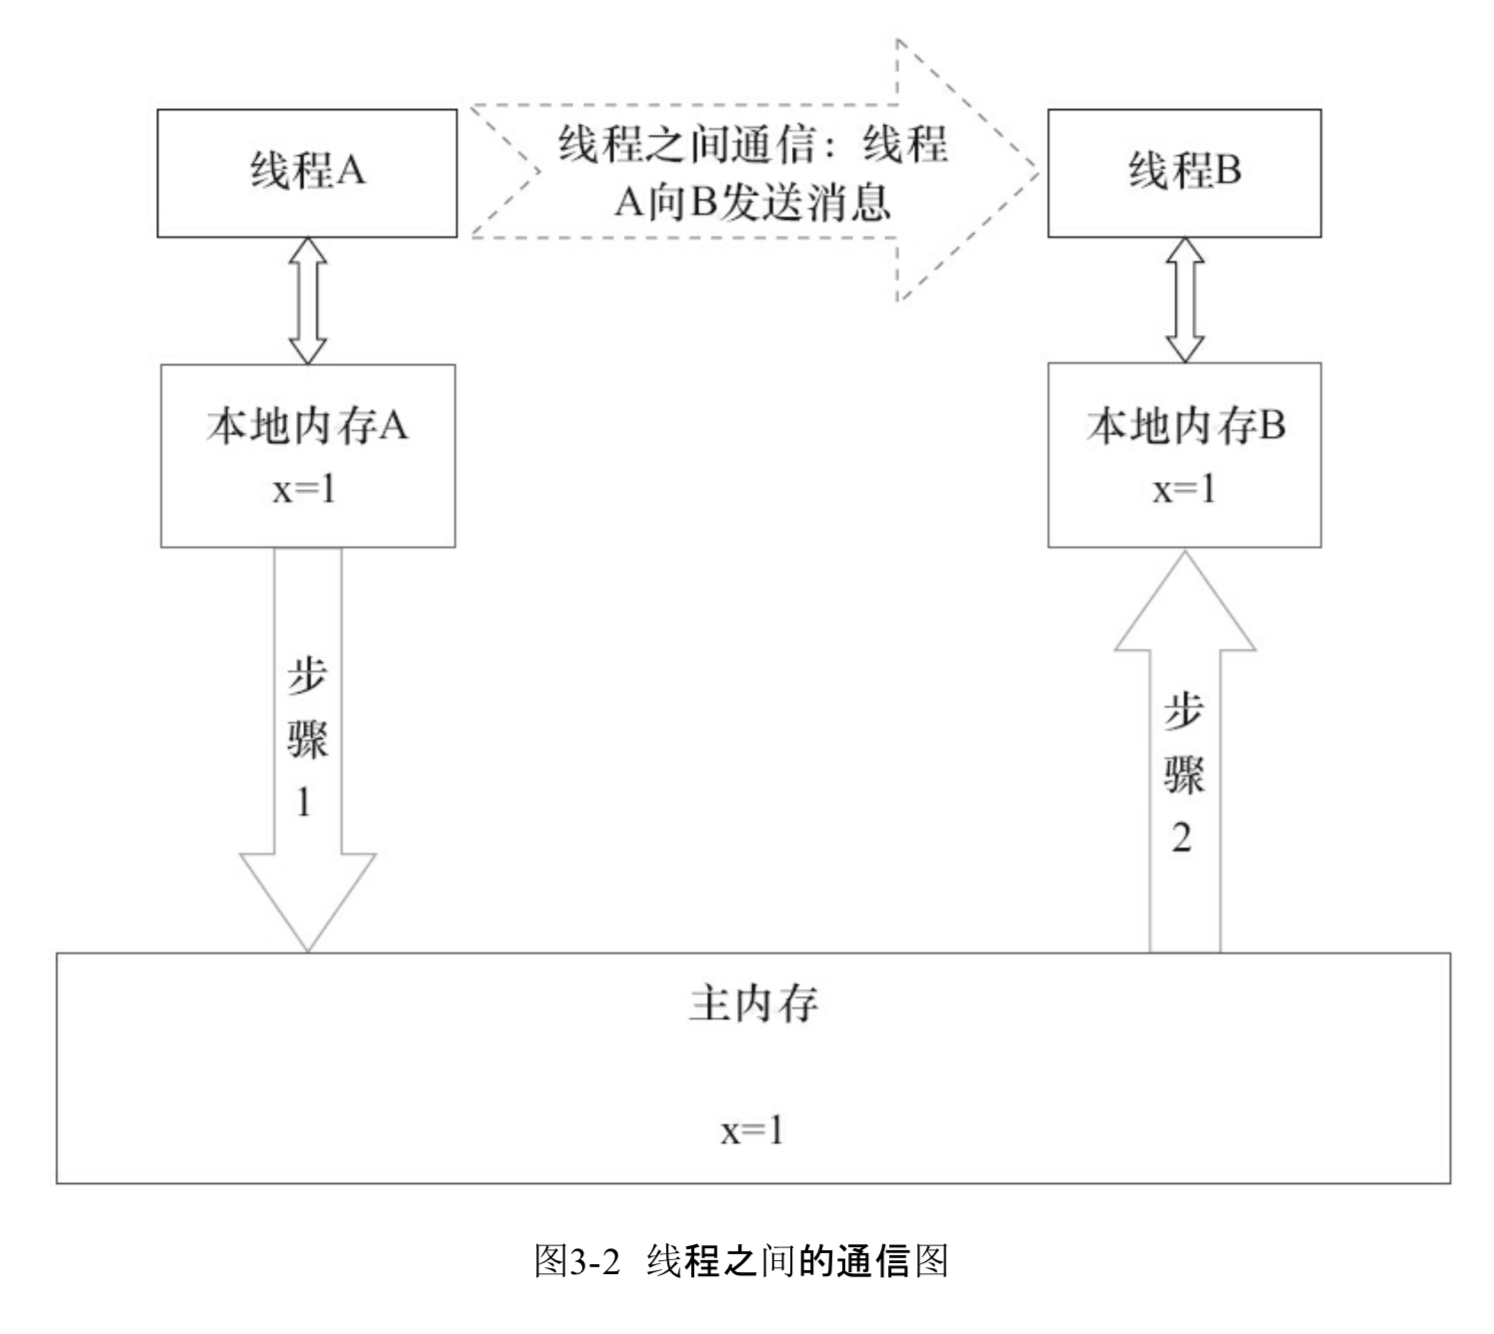 线程A
线程之间通信：线程
A向B发送消息
线程B
本地内存A
x=1
本地内存B
x=1
步
骤
1
步
骤
2
主内存
x=1
图3-2 线程之间的通信图